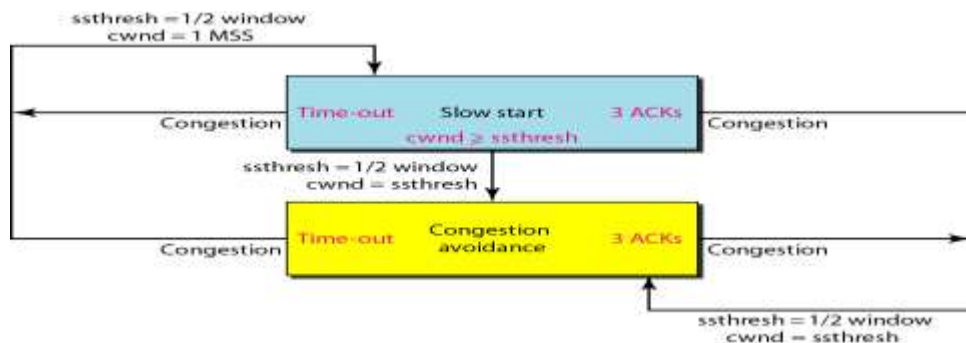 ssthresh = 1/2 window
cwnd = 1 MSS
Time-out
Slow start
3 ACKs
Congestion
Congestion
cwnd ⩾ ssthresh
ssthresh = 1/2 window
cwnd = ssthresh
Time-out
Congestion
avoidance
3 ACKs
Congestion
Congestion
ssthresh = 1/2 window
cwnd = ssthresh